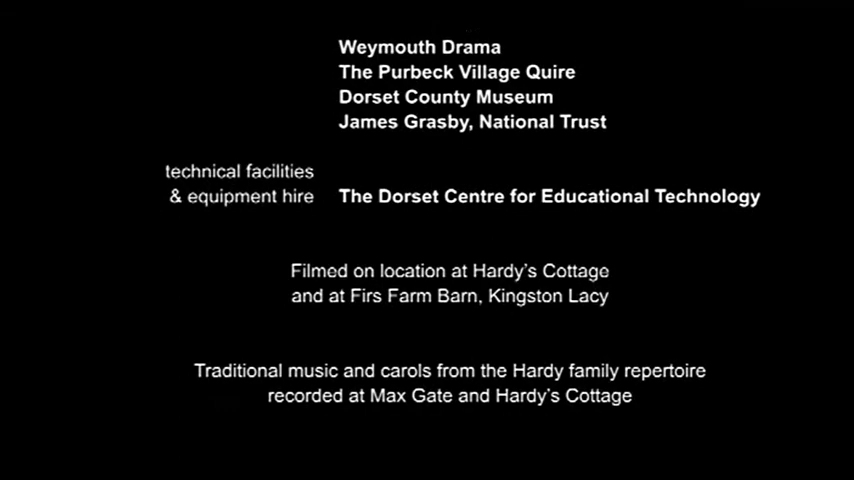 Weymouth Drama
The Purbeck Village Quire
Dorset County Museum
James Grasby, National Trust
technical facilities
& equipment hire The Dorset Centre for Educational Technology
Filmed on location at Hardy's Cottage
and at Firs Farm Barn, Kingston Lacy
Traditional music and carols from the Hardy family repertoire
recorded at Max Gate and Hardy's Cottage